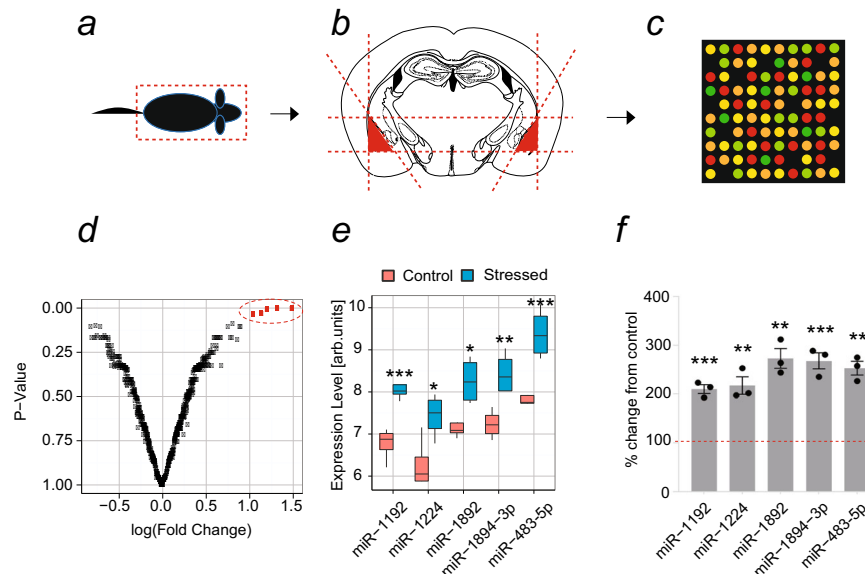 a
b
c
d
e
f
Control
Stressed
P-Value
0.00
0.25
0.50
0.75
1.00
−0.5
0.0
0.5
1.0
1.5
log(Fold Change)
Expression Level [arb.units]
10
9
8
7
6
***
*
*
**
***
miR−1192
miR−1224
miR−1892
miR−1894−3p
miR−483-5p
% change from control
400
300
200
100
0
***
**
**
***
**
miR−1192
miR−1224
miR−1892
miR−1894−3p
miR−483-5p